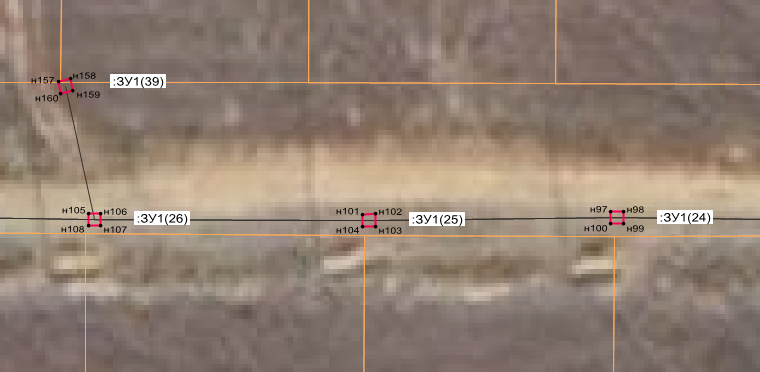 н157 н158
:ЗУ1(39)
н160 н159
н105 н106
:ЗУ1(26)
н108 н107
н101 н102
:ЗУ1(25)
н104 н103
н97 н98
:ЗУ1(24)
н100 н99